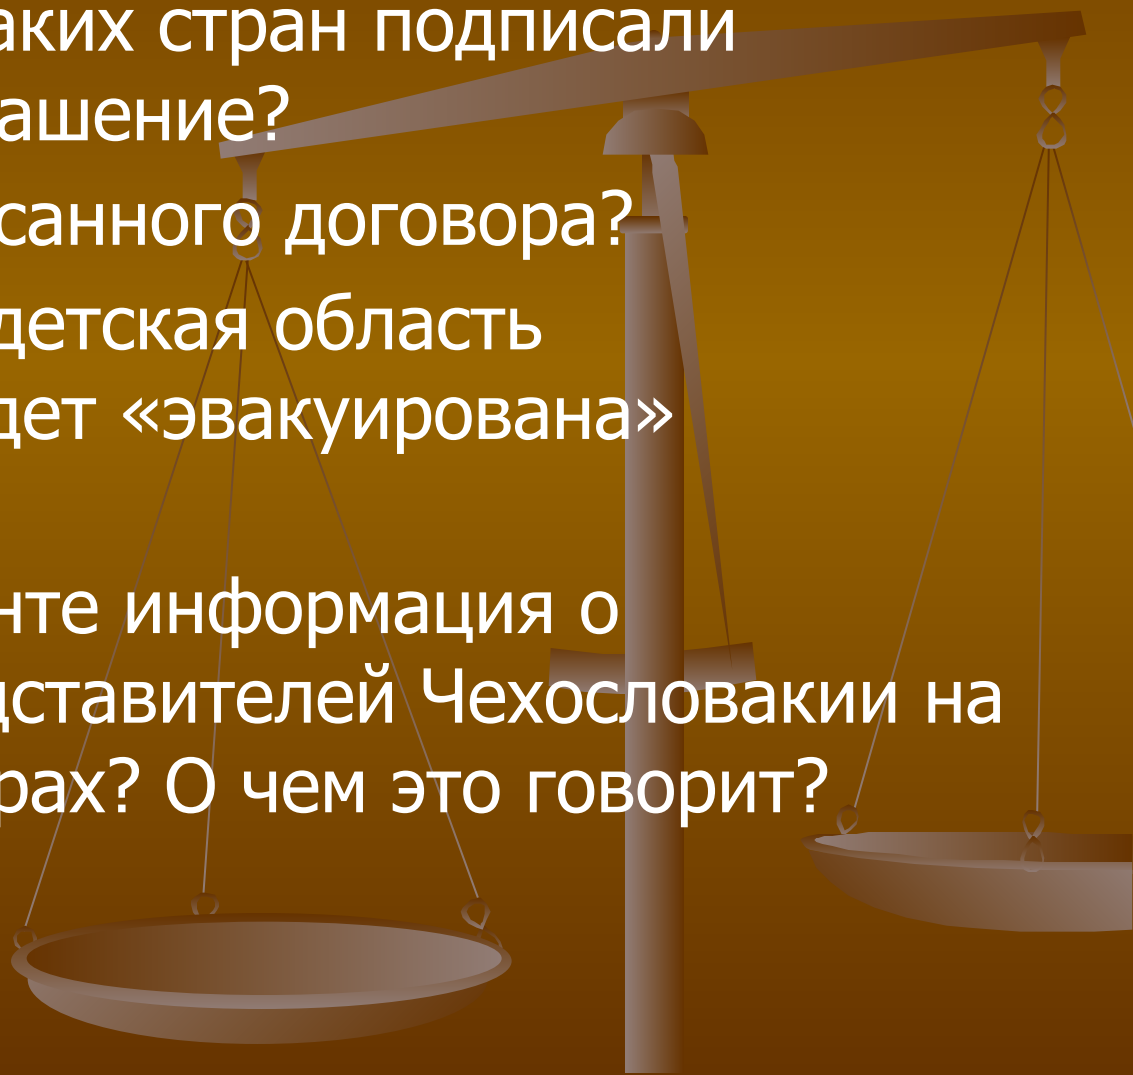 аких стран подписали
ашение?
санного договора?
детская область
дет «эвакуирована»
нте информация о
дставителей Чехословакии на
рах? О чем это говорит?